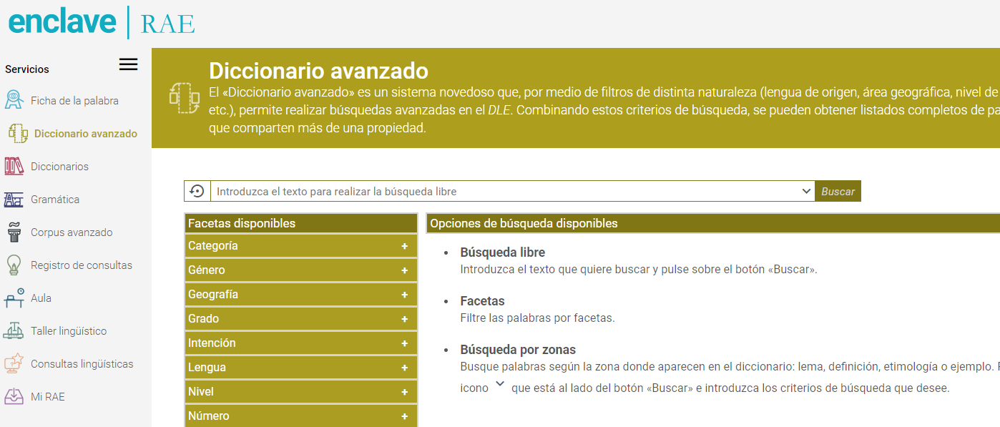 enclave | RAE
Servicios
Ficha de la palabra
Diccionario avanzado
Diccionarios
Gramática
Corpus avanzado
Registro de consultas
Aula
Taller lingüístico
Consultas lingüísticas
Mi RAE
Diccionario avanzado
El «Diccionario avanzado» es un sistema novedoso que, por medio de filtros de distinta naturaleza (lengua de origen, área geográfica, nivel de
etc.), permite realizar búsquedas avanzadas en el DLE. Combinando estos criterios de búsqueda, se pueden obtener listados completos de
que comparten más de una propiedad.
Introduzca el texto para realizar la búsqueda libre
Buscar
Facetas disponibles
Categoría +
Género +
Geografía +
Grado +
Intención +
Lengua +
Nivel +
Número +
Opciones de búsqueda disponibles
• Búsqueda libre
Introduzca el texto que quiere buscar y pulse sobre el botón «Buscar».
• Facetas
Filtre las palabras por facetas.
• Búsqueda por zonas
Busque palabras según la zona donde aparecen en el diccionario: lema, definición, etimología o ejemplo.
icono que está al lado del botón «Buscar» e introduzca los criterios de búsqueda que desee.